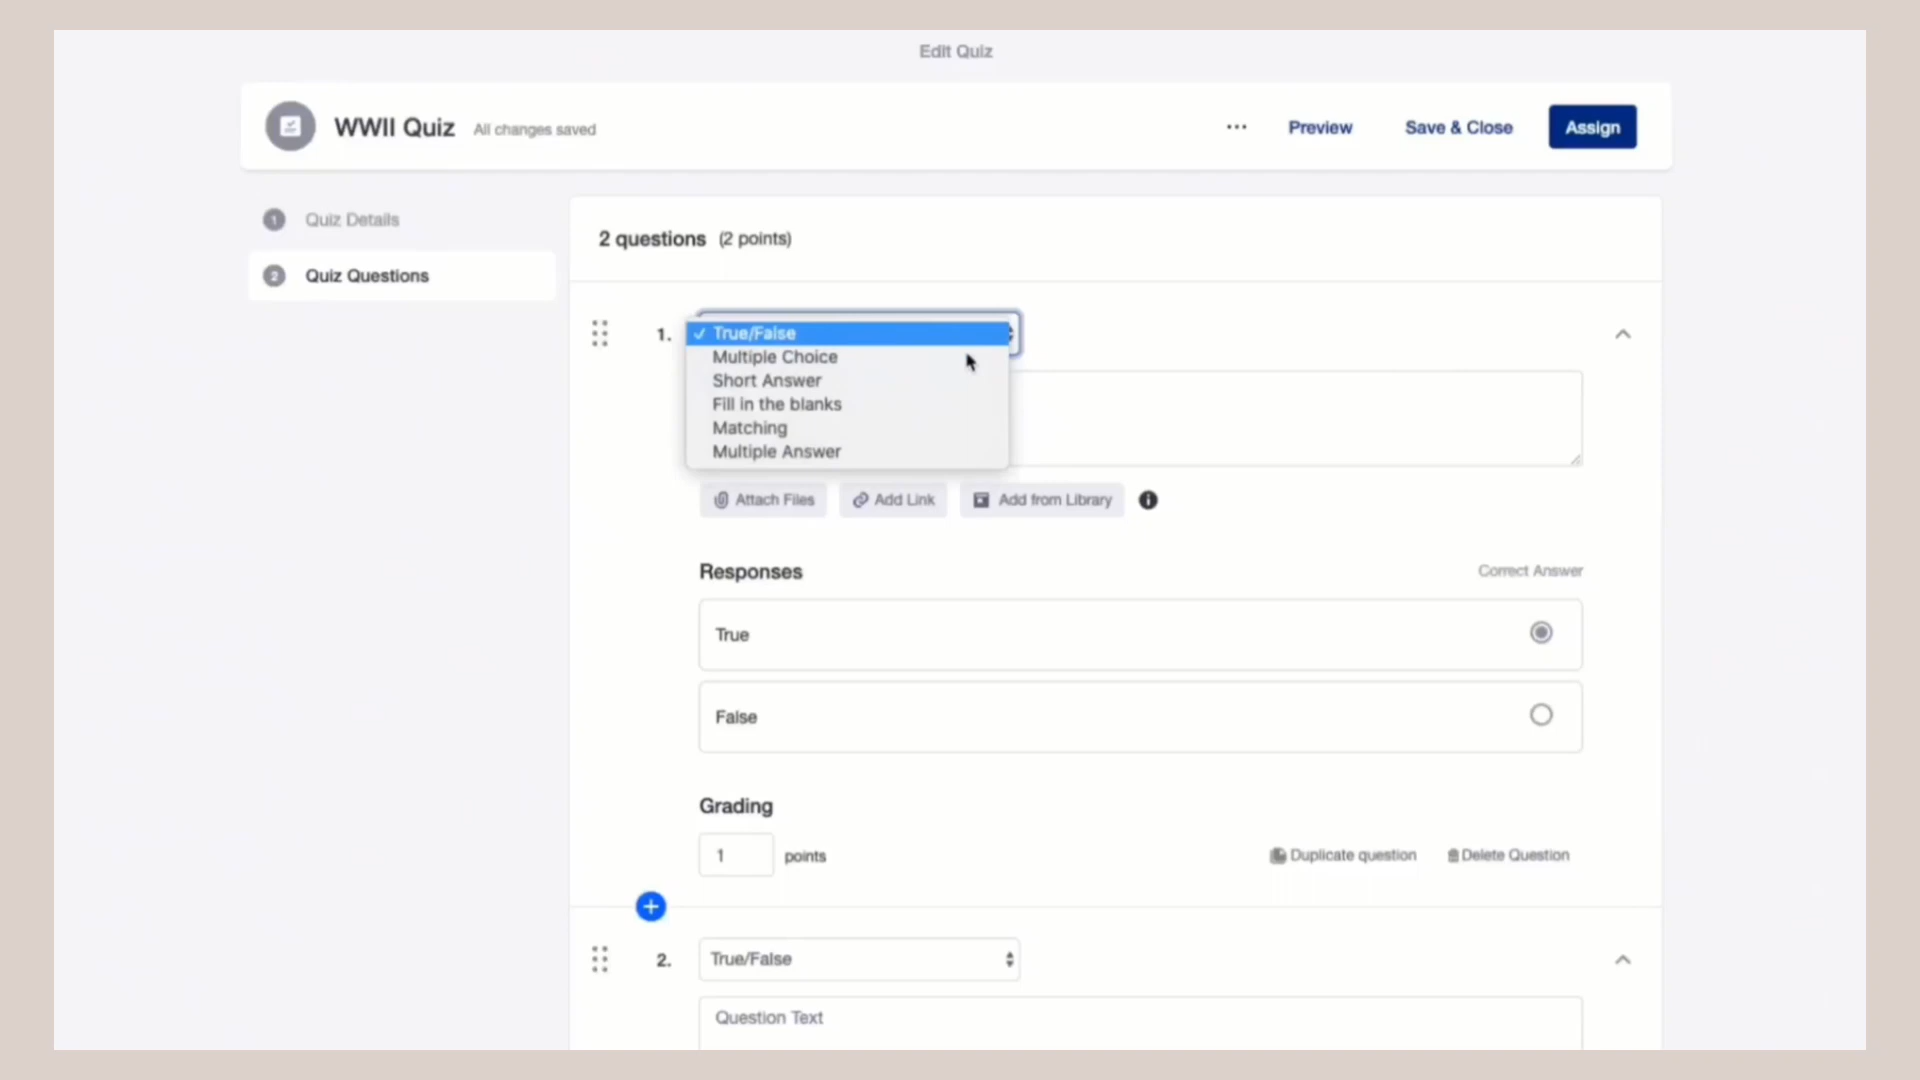 Edit Quiz
WWII Quiz All changes saved ... Preview Save & Close Assign
1 Quiz Details
2 Quiz Questions
2 questions (2 points)
1. ✓ True/False
Multiple Choice
Short Answer
Fill in the blanks
Matching
Multiple Answer
Attach Files Add Link Add from Library
Responses Correct Answer
True
False
Grading
1 points Duplicate question Delete Question
2. True/False
Question Text